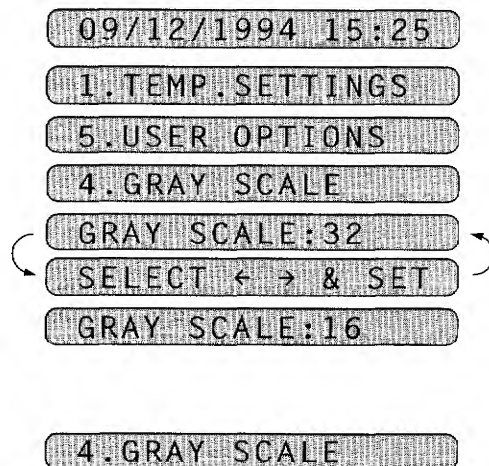 09/12/1994 15:25
1.TEMP.SETTINGS
5.USER OPTIONS
4.GRAY SCALE
GRAY SCALE:32
SELECT ← → & SET
GRAY SCALE:16
4.GRAY SCALE